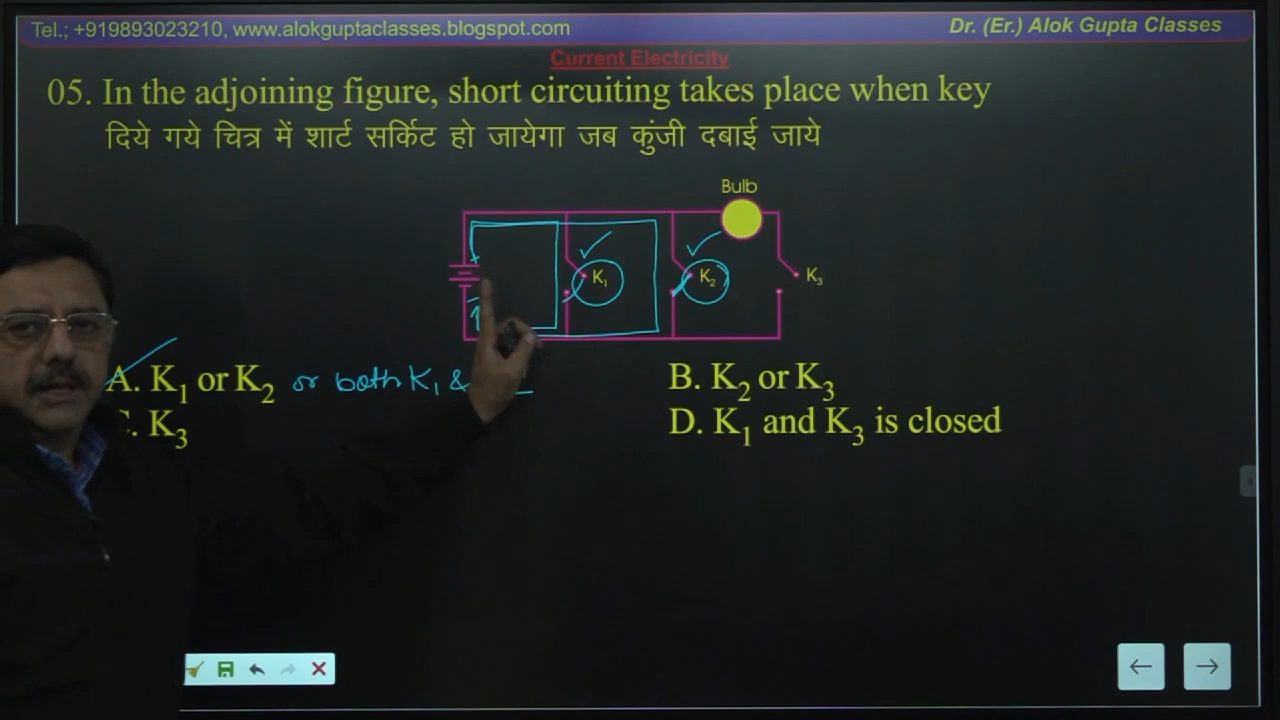 Tel.; +919893023210, www.alokguptaclasses.blogspot.com
Dr. (Er.) Alok Gupta Classes
Current Electricity
05. In the adjoining figure, short circuiting takes place when key
दिये गये चित्र में शार्ट सर्किट हो जायेगा जब कुंजी दबाई जाये
Bulb
K1 K2 K3
A. K1 or K2 or both K1 &
B. K2 or K3
C. K3
D. K1 and K3 is closed